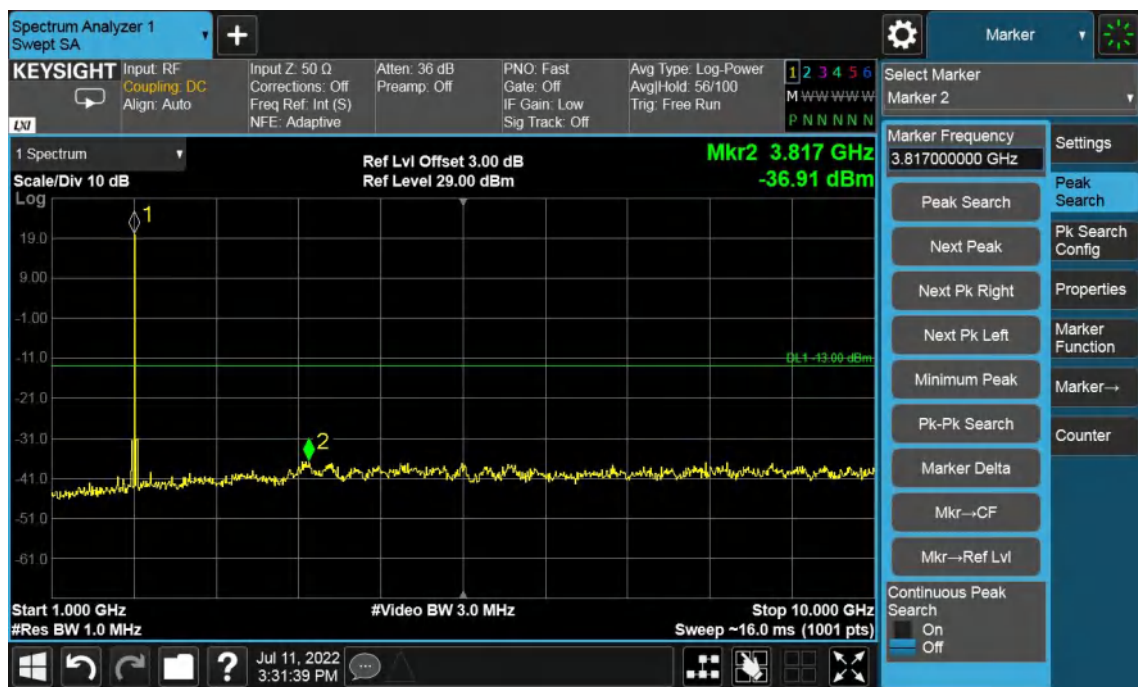 Spectrum Analyzer 1
Swept SA
+
Marker
KEYSIGHT
LXI
Input: RF
Coupling: DC
Align: Auto
Input Z: 50 Ω
Corrections: Off
Freq Ref: Int (S)
NFE: Adaptive
Atten: 36 dB
Preamp: Off
PNO: Fast
Gate: Off
IF Gain: Low
Sig Track: Off
Avg Type: Log-Power
Avg|Hold: 56/100
Trig: Free Run
1 2 3 4 5 6
M W W W W W
P N N N N N
Select Marker
Marker 2
1 Spectrum
Scale/Div 10 dB
Log
Ref Lvl Offset 3.00 dB
Ref Level 29.00 dBm
Mkr2 3.817 GHz
-36.91 dBm
1
19.0
9.00
-1.00
-11.0
DL1 -13.00 dBm
-21.0
-31.0
2
-41.0
-51.0
-61.0
Start 1.000 GHz
#Res BW 1.0 MHz
#Video BW 3.0 MHz
Stop 10.000 GHz
Sweep ~16.0 ms (1001 pts)
Marker Frequency
3.817000000 GHz
Peak Search
Next Peak
Next Pk Right
Next Pk Left
Minimum Peak
Pk-Pk Search
Marker Delta
Mkr→CF
Mkr→Ref Lvl
Continuous Peak
Search
On
Off
Settings
Peak
Search
Pk Search
Config
Properties
Marker
Function
Marker→
Counter
?
Jul 11, 2022
3:31:39 PM